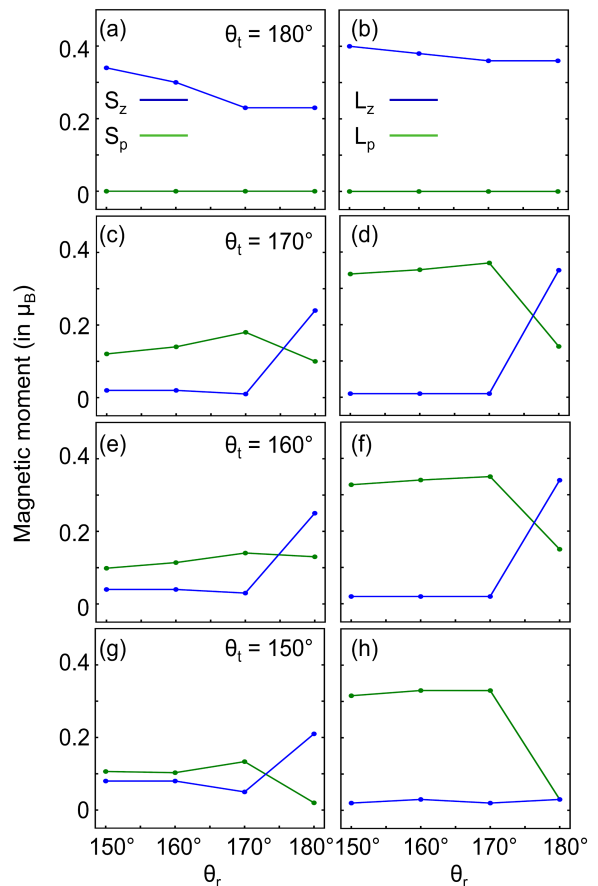 (a) θt = 180°
(b)
0.4
Sz
Lz
0.2
Sp
Lp
0
(c) θt = 170°
(d)
0.4
0.2
0
Magnetic moment (in μB)
(e) θt = 160°
(f)
0.4
0.2
0
(g) θt = 150°
(h)
0.4
0.2
0
150° 160° 170° 180° 150° 160° 170° 180°
θr θr